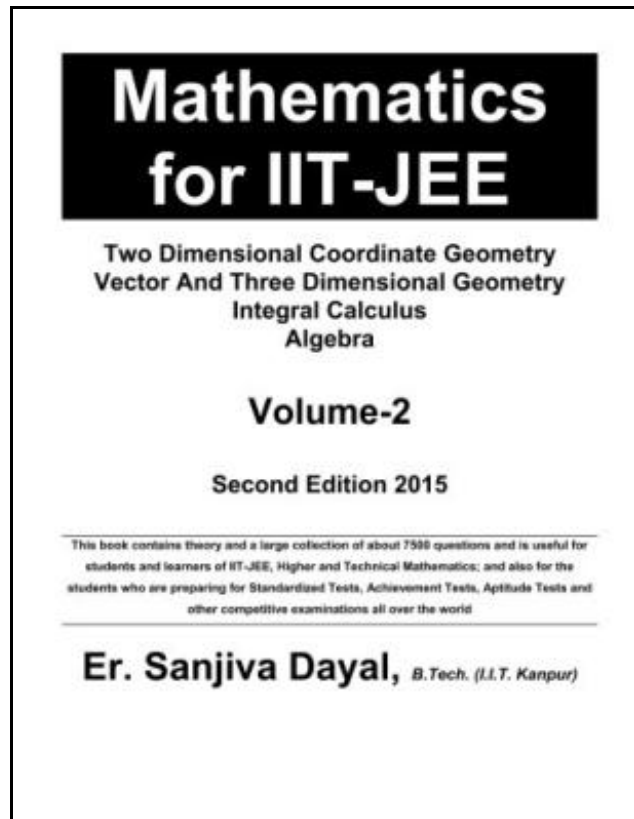 Mathematics
for IIT-JEE
Two Dimensional Coordinate Geometry
Vector And Three Dimensional Geometry
Integral Calculus
Algebra
Volume-2
Second Edition 2015
This book contains theory and a large collection of about 7500 questions and is useful for
students and learners of IIT-JEE, Higher and Technical Mathematics; and also for the
students who are preparing for Standardized Tests, Achievement Tests, Aptitude Tests and
other competitive examinations all over the world
Er. Sanjiva Dayal, B.Tech. (I.I.T. Kanpur)